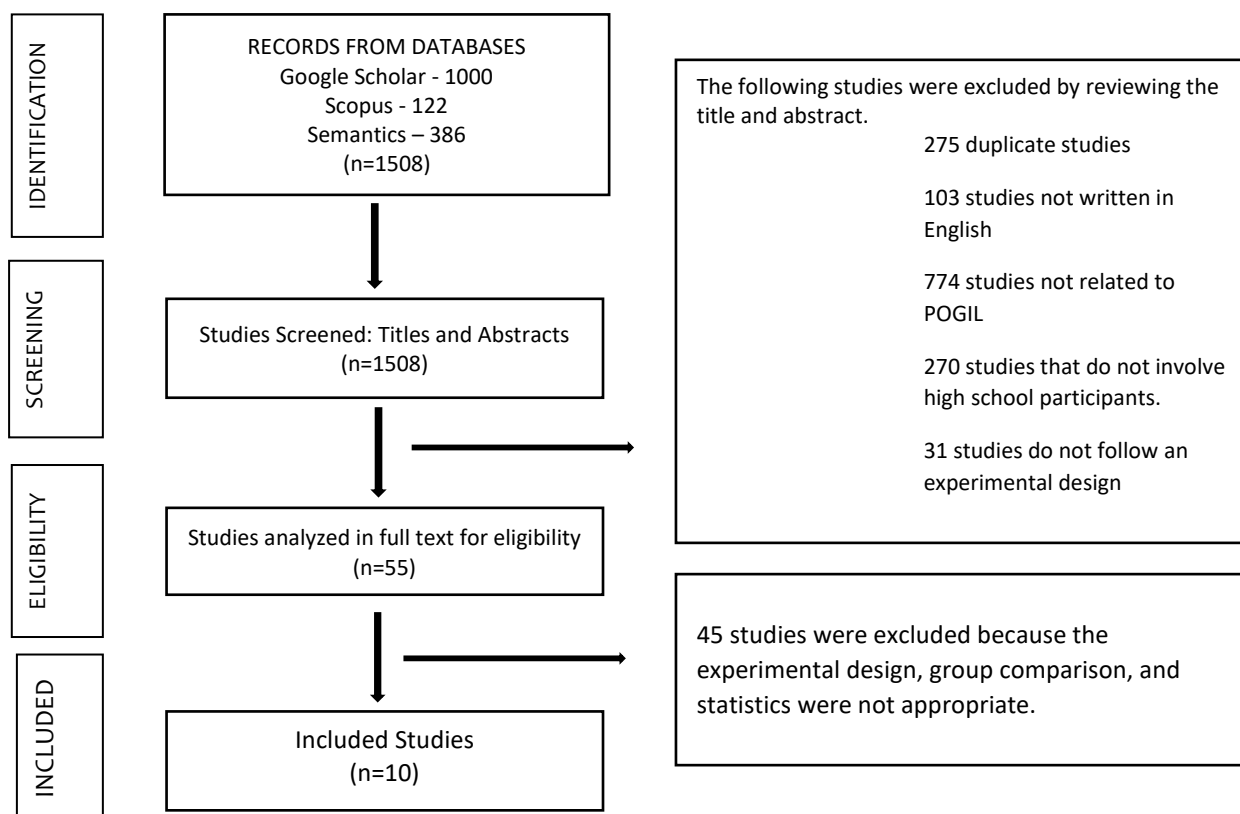 IDENTIFICATION
RECORDS FROM DATABASES
Google Scholar - 1000
Scopus - 122
Semantics – 386
(n=1508)
The following studies were excluded by reviewing the
title and abstract.
275 duplicate studies
103 studies not written in
English
774 studies not related to
POGIL
270 studies that do not involve
high school participants.
31 studies do not follow an
experimental design
SCREENING
Studies Screened: Titles and Abstracts
(n=1508)
ELIGIBILITY
Studies analyzed in full text for eligibility
(n=55)
45 studies were excluded because the
experimental design, group comparison, and
statistics were not appropriate.
INCLUDED
Included Studies
(n=10)